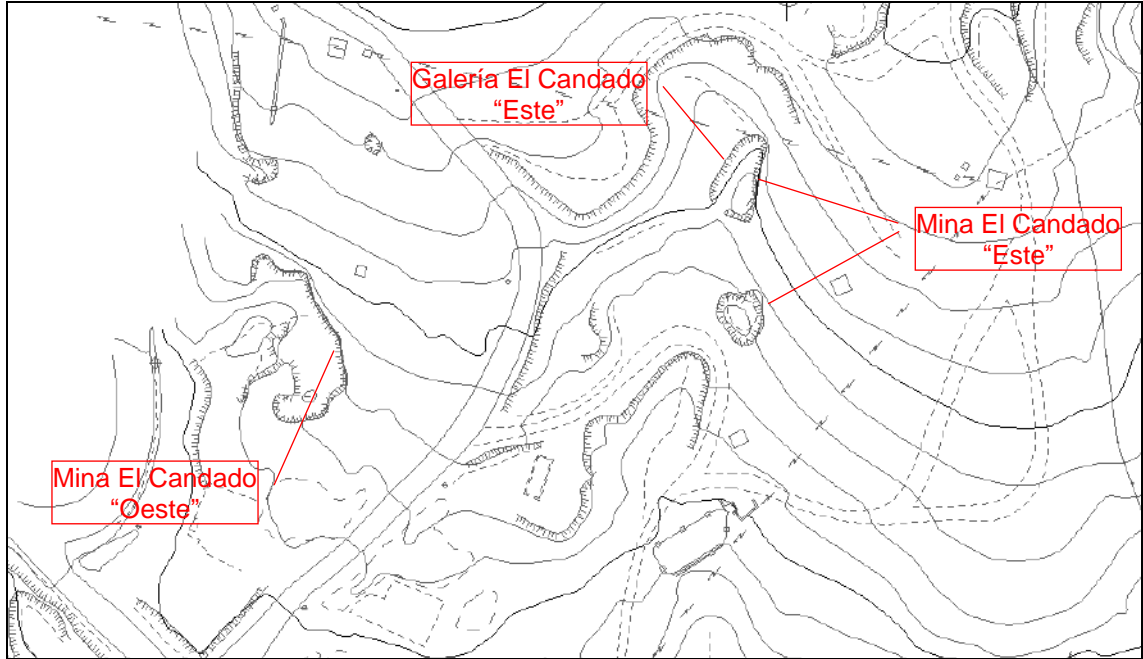 Galería El Candado
“Este”
Mina El Candado
“Este”
Mina El Candado
“Oeste”